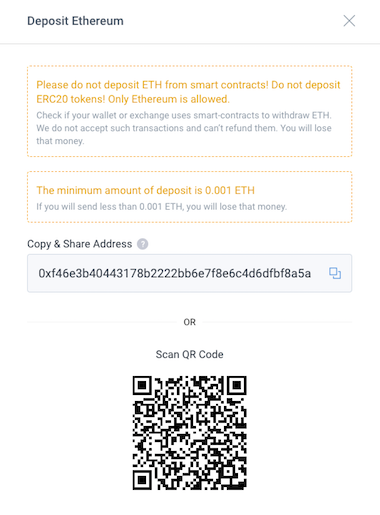 Deposit Ethereum
Please do not deposit ETH from smart contracts! Do not deposit
ERC20 tokens! Only Ethereum is allowed.
Check if your wallet or exchange uses smart-contracts to withdraw ETH.
We do not accept such transactions and can't refund them. You will lose
that money.
The minimum amount of deposit is 0.001 ETH
If you will send less than 0.001 ETH, you will lose that money.
Copy & Share Address ?
0xf46e3b40443178b2222bb6e7f8e6c4d6dfbf8a5a
OR
Scan QR Code